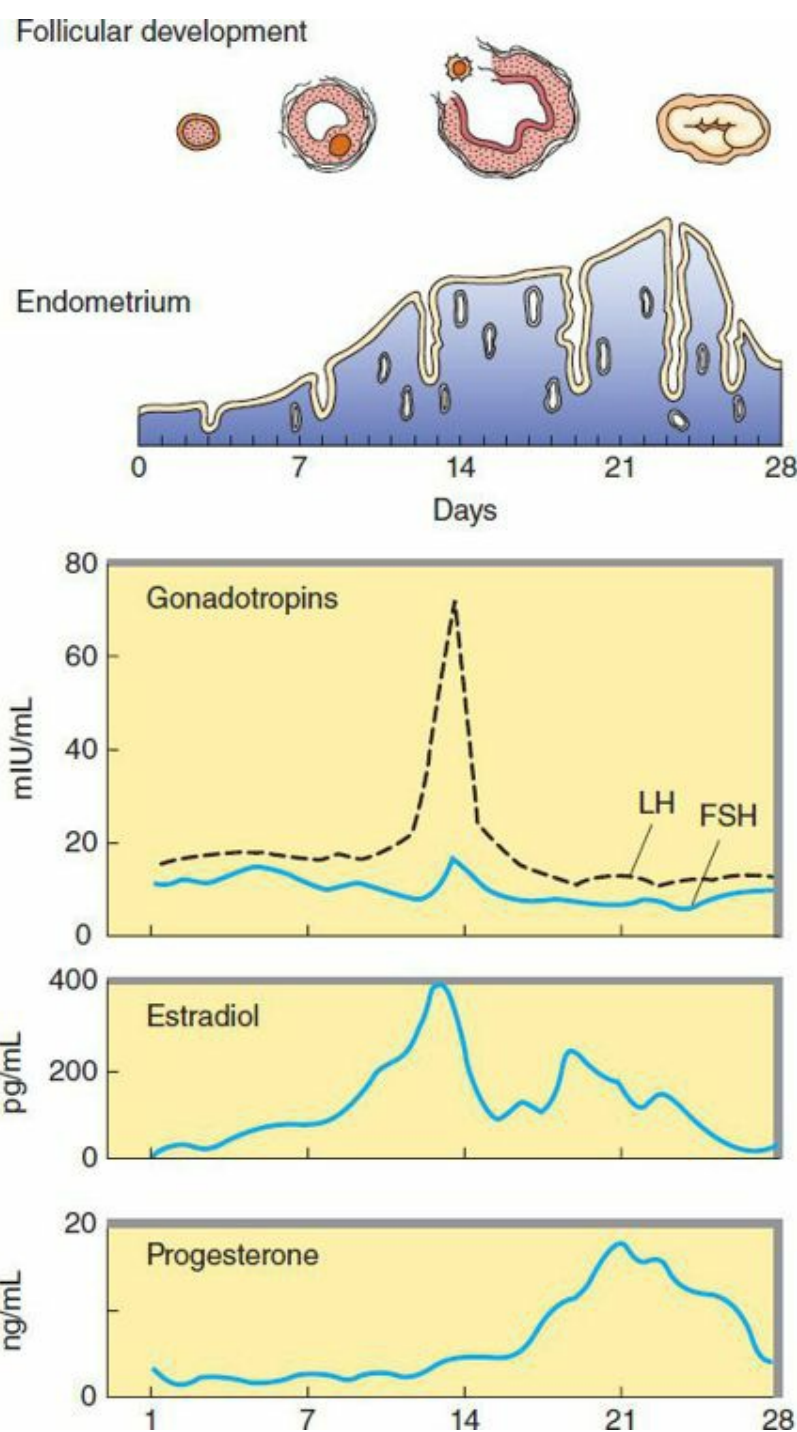 Follicular development
Endometrium
0 7 14 21 28
Days
80
Gonadotropins
60
mIU/mL
40
LH
FSH
20
0
400
Estradiol
pg/mL
200
0
20
Progesterone
ng/mL
0
1 7 14 21 28